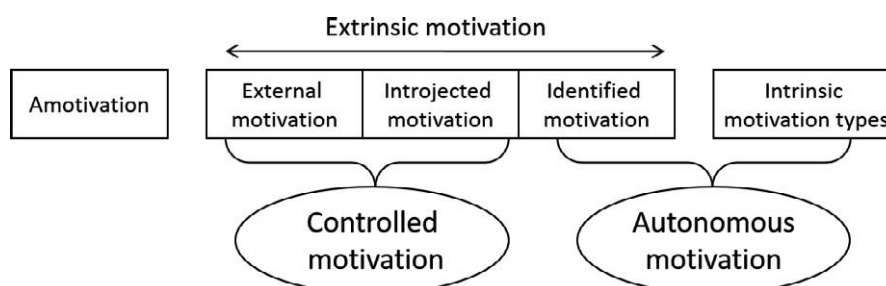 Extrinsic motivation
Amotivation
External
motivation
Introjected
motivation
Identified
motivation
Intrinsic
motivation types
Controlled
motivation
Autonomous
motivation